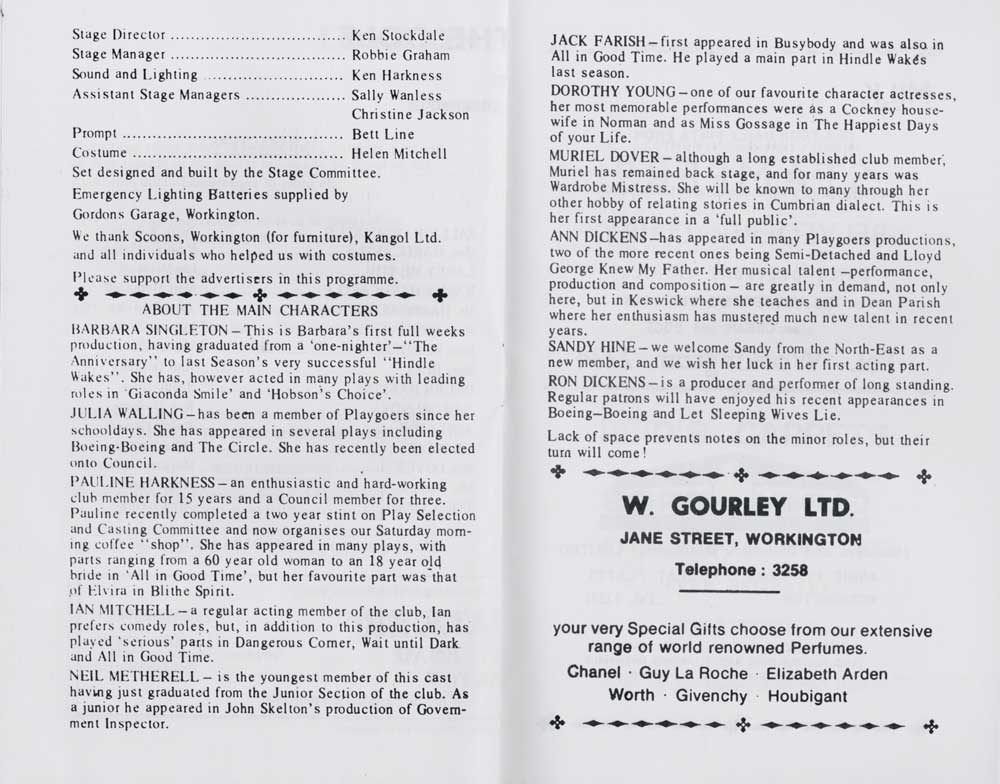 Stage Director .................................. Ken Stockdale
Stage Manager .................................. Robbie Graham
Sound and Lighting ........................... Ken Harkness
Assistant Stage Managers ................... Sally Wanless
Christine Jackson
Prompt .......................................... Bett Line
Costume ........................................ Helen Mitchell
Set designed and built by the Stage Committee.
Emergency Lighting Batteries supplied by
Gordons Garage, Workington.
We thank Scoons, Workington (for furniture), Kangol Ltd.
and all individuals who helped us with costumes.
Please support the advertisers in this programme.
ABOUT THE MAIN CHARACTERS
BARBARA SINGLETON – This is Barbara's first full weeks
production, having graduated from a 'one-nighter'–"The
Anniversary" to last Season's very successful "Hindle
Wakes". She has, however acted in many plays with leading
roles in 'Giaconda Smile' and 'Hobson's Choice'.
JULIA WALLING – has been a member of Playgoers since her
schooldays. She has appeared in several plays including
Boeing-Boeing and The Circle. She has recently been elected
onto Council.
PAULINE HARKNESS – an enthusiastic and hard-working
club member for 15 years and a Council member for three.
Pauline recently completed a two year stint on Play Selection
and Casting Committee and now organises our Saturday morn-
ing coffee "shop". She has appeared in many plays, with
parts ranging from a 60 year old woman to an 18 year old
bride in 'All in Good Time', but her favourite part was that
of Elvira in Blithe Spirit.
IAN MITCHELL – a regular acting member of the club, Ian
prefers comedy roles, but, in addition to this production, has
played 'serious' parts in Dangerous Corner, Wait until Dark
and All in Good Time.
NEIL METHERELL – is the youngest member of this cast
having just graduated from the Junior Section of the club. As
a junior he appeared in John Skelton's production of Govern-
ment Inspector.
JACK FARISH – first appeared in Busybody and was also in
All in Good Time. He played a main part in Hindle Wakes
last season.
DOROTHY YOUNG – one of our favourite character actresses,
her most memorable performances were as a Cockney house-
wife in Norman and as Miss Gossage in The Happiest Days
of your Life.
MURIEL DOVER – although a long established club member,
Muriel has remained back stage, and for many years was
Wardrobe Mistress. She will be known to many through her
other hobby of relating stories in Cumbrian dialect. This is
her first appearance in a 'full public'.
ANN DICKENS –has appeared in many Playgoers productions,
two of the more recent ones being Semi-Detached and Lloyd
George Knew My Father. Her musical talent –performance,
production and composition – are greatly in demand, not only
here, but in Keswick where she teaches and in Dean Parish
where her enthusiasm has mustered much new talent in recent
years.
SANDY HINE – we welcome Sandy from the North-East as a
new member, and we wish her luck in her first acting part.
RON DICKENS – is a producer and performer of long standing.
Regular patrons will have enjoyed his recent appearances in
Boeing–Boeing and Let Sleeping Wives Lie.
Lack of space prevents notes on the minor roles, but their
turn will come!
W. GOURLEY LTD.
JANE STREET, WORKINGTON
Telephone : 3258
your very Special Gifts choose from our extensive
range of world renowned Perfumes.
Chanel · Guy La Roche · Elizabeth Arden
Worth · Givenchy · Houbigant